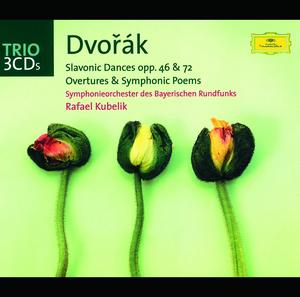 TRIO
3CDs
Dvořák
Slavonic Dances opp. 46 & 72
Overtures & Symphonic Poems
Symphonieorchester des Bayerischen Rundfunks
Rafael Kubelik